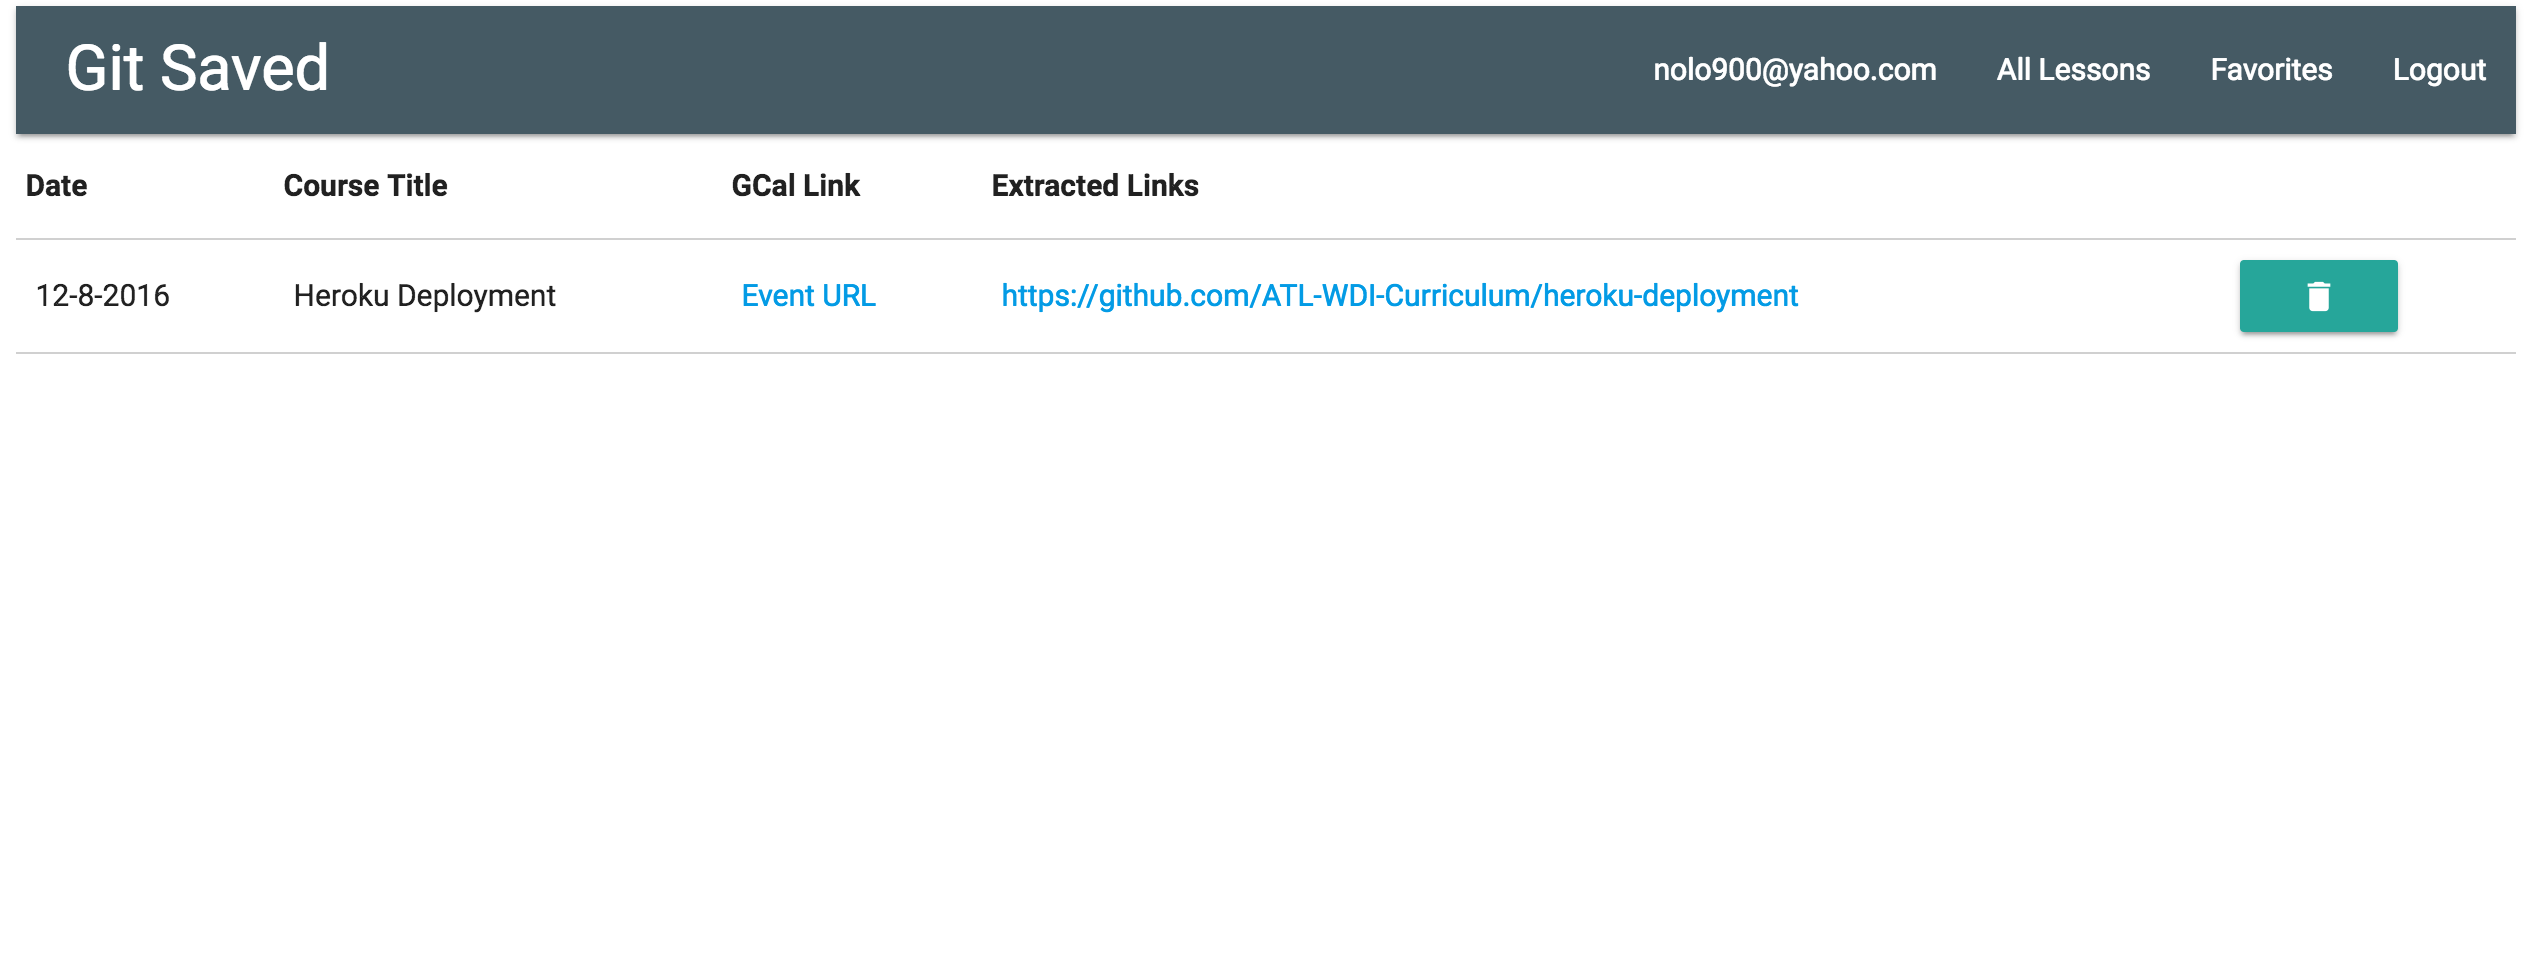 Git Saved nolo900@yahoo.com All Lessons Favorites Logout
Date Course Title GCal Link Extracted Links
12-8-2016 Heroku Deployment Event URL https://github.com/ATL-WDI-Curriculum/heroku-deployment